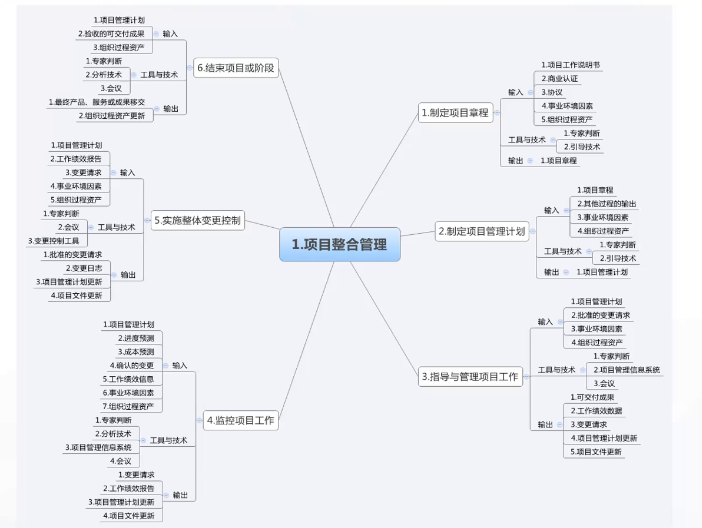 1.项目整合管理
1.制定项目章程
输入
1.项目工作说明书
2.商业认证
3.协议
4.事业环境因素
5.组织过程资产
工具与技术
1.专家判断
2.引导技术
输出
1.项目章程
2.制定项目管理计划
输入
1.项目章程
2.其他过程的输出
3.事业环境因素
4.组织过程资产
工具与技术
1.专家判断
2.引导技术
输出
1.项目管理计划
3.指导与管理项目工作
输入
1.项目管理计划
2.批准的变更请求
3.事业环境因素
4.组织过程资产
工具与技术
1.专家判断
2.项目管理信息系统
3.会议
输出
1.可交付成果
2.工作绩效数据
3.变更请求
4.项目管理计划更新
5.项目文件更新
4.监控项目工作
输入
1.项目管理计划
2.进度预测
3.成本预测
4.确认的变更
5.工作绩效信息
6.事业环境因素
7.组织过程资产
工具与技术
1.专家判断
2.分析技术
3.项目管理信息系统
4.会议
输出
1.变更请求
2.工作绩效报告
3.项目管理计划更新
4.项目文件更新
5.实施整体变更控制
输入
1.项目管理计划
2.工作绩效报告
3.变更请求
4.事业环境因素
5.组织过程资产
工具与技术
1.专家判断
2.会议
3.变更控制工具
输出
1.批准的变更请求
2.变更日志
3.项目管理计划更新
4.项目文件更新
6.结束项目或阶段
输入
1.项目管理计划
2.验收的可交付成果
3.组织过程资产
工具与技术
1.专家判断
2.分析技术
3.会议
输出
1.最终产品、服务或成果移交
2.组织过程资产更新